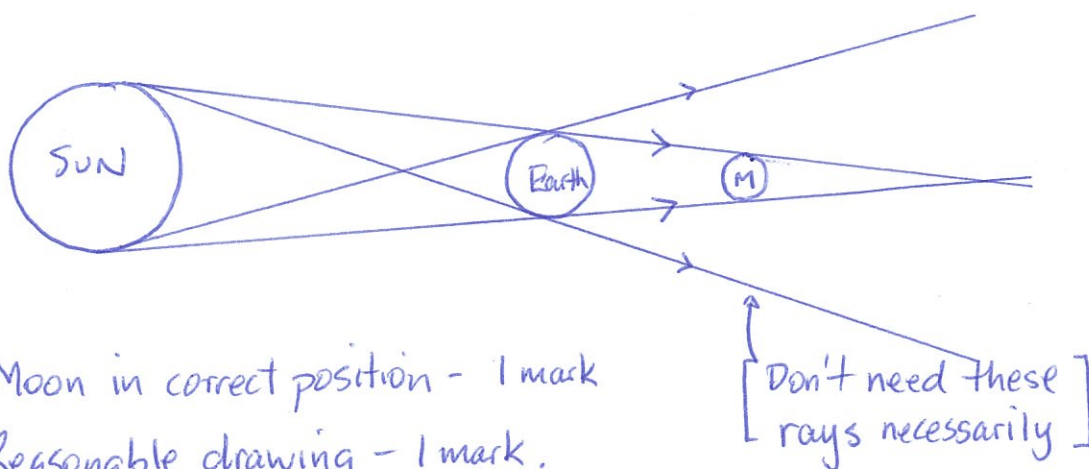 SUN
Earth
M
Moon in correct position - 1 mark
Reasonable drawing - 1 mark.
[Don't need these
rays necessarily]